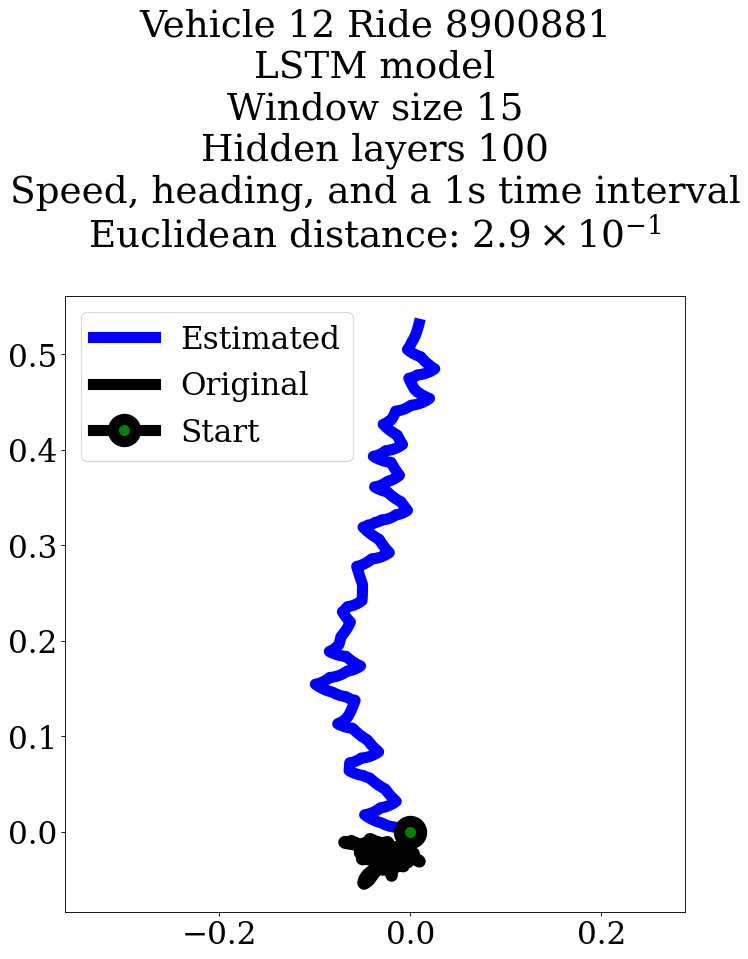 Vehicle 12 Ride 8900881
LSTM model
Window size 15
Hidden layers 100
Speed, heading, and a 1s time interval
Euclidean distance: $2.9 \times 10^{-1}$
Estimated
Original
Start
0.5
0.4
0.3
0.2
0.1
0.0
−0.2 0.0 0.2